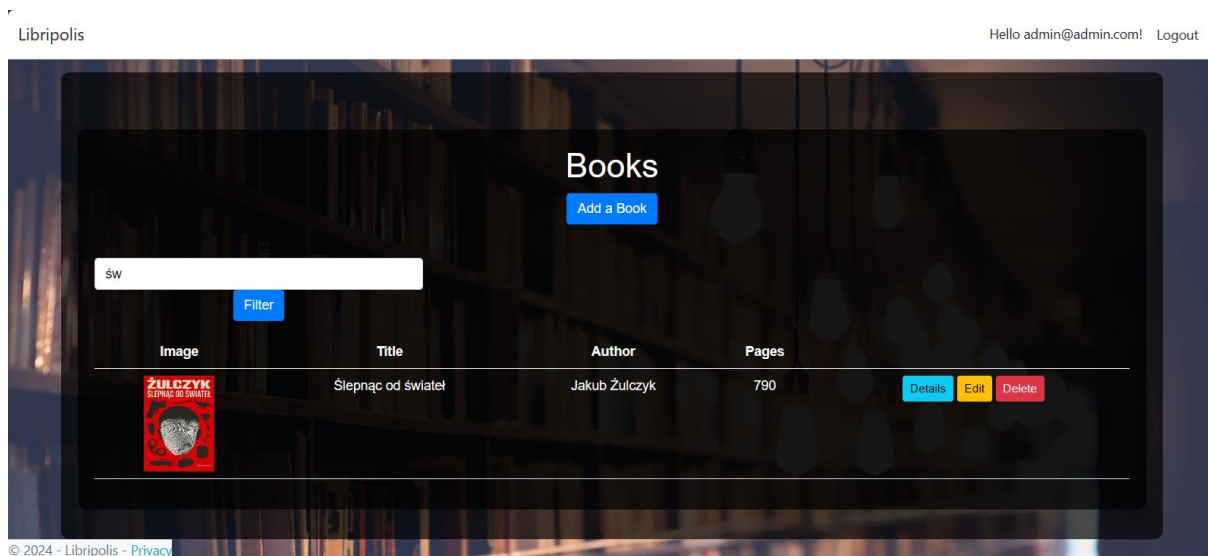 Libripolis Hello admin@admin.com! Logout
Books
Add a Book
św
Filter
Image Title Author Pages
Ślepnąc od świateł Jakub Żulczyk 790 Details Edit Delete
ŻULCZYK
ŚLEPNĄC OD ŚWIATEŁ
© 2024 - Libripolis - Privacy